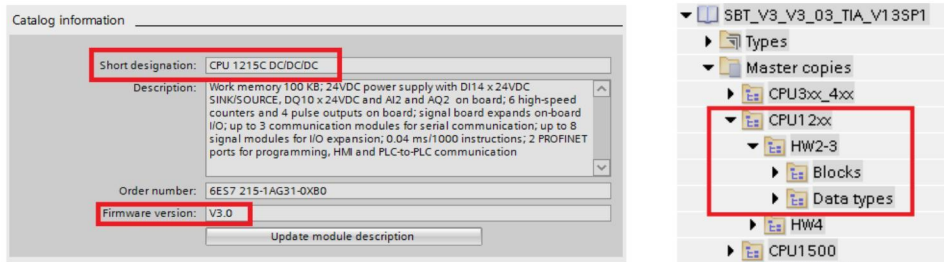 Catalog information
Short designation: CPU 1215C DC/DC/DC
Description: Work memory 100 KB; 24VDC power supply with DI14 x 24VDC
SINK/SOURCE, DQ10 x 24VDC and AI2 and AQ2 on board; 6 high-speed
counters and 4 pulse outputs on board; signal board expands on-board
I/O; up to 3 communication modules for serial communication; up to 8
signal modules for I/O expansion; 0.04 ms/1000 instructions; 2 PROFINET
ports for programming, HMI and PLC-to-PLC communication
Order number: 6ES7 215-1AG31-0XB0
Firmware version: V3.0
Update module description
SBT_V3_V3_03_TIA_V13SP1
Types
Master copies
CPU3xx_4xx
CPU12xx
HW2-3
Blocks
Data types
HW4
CPU1500